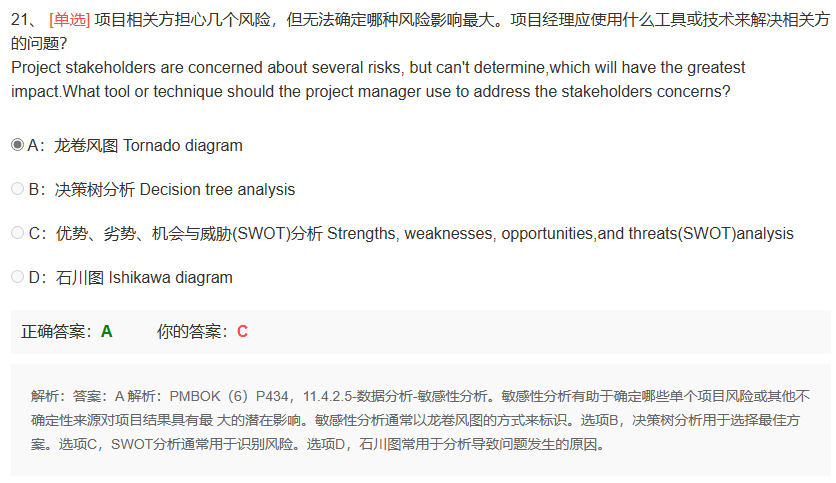 21、 [单选] 项目相关方担心几个风险，但无法确定哪种风险影响最大。项目经理应使用什么工具或技术来解决相关方
的问题?
Project stakeholders are concerned about several risks, but can't determine,which will have the greatest
impact.What tool or technique should the project manager use to address the stakeholders concerns?
A：龙卷风图 Tornado diagram
B：决策树分析 Decision tree analysis
C：优势、劣势、机会与威胁(SWOT)分析 Strengths, weaknesses, opportunities,and threats(SWOT)analysis
D：石川图 Ishikawa diagram
正确答案：A 你的答案：C
解析：答案：A 解析：PMBOK（6）P434，11.4.2.5-数据分析-敏感性分析。敏感性分析有助于确定哪些单个项目风险或其他不
确定性来源对项目结果具有最 大的潜在影响。敏感性分析通常以龙卷风图的方式来标识。选项B，决策树分析用于选择最佳方
案。选项C，SWOT分析通常用于识别风险。选项D，石川图常用于分析导致问题发生的原因。